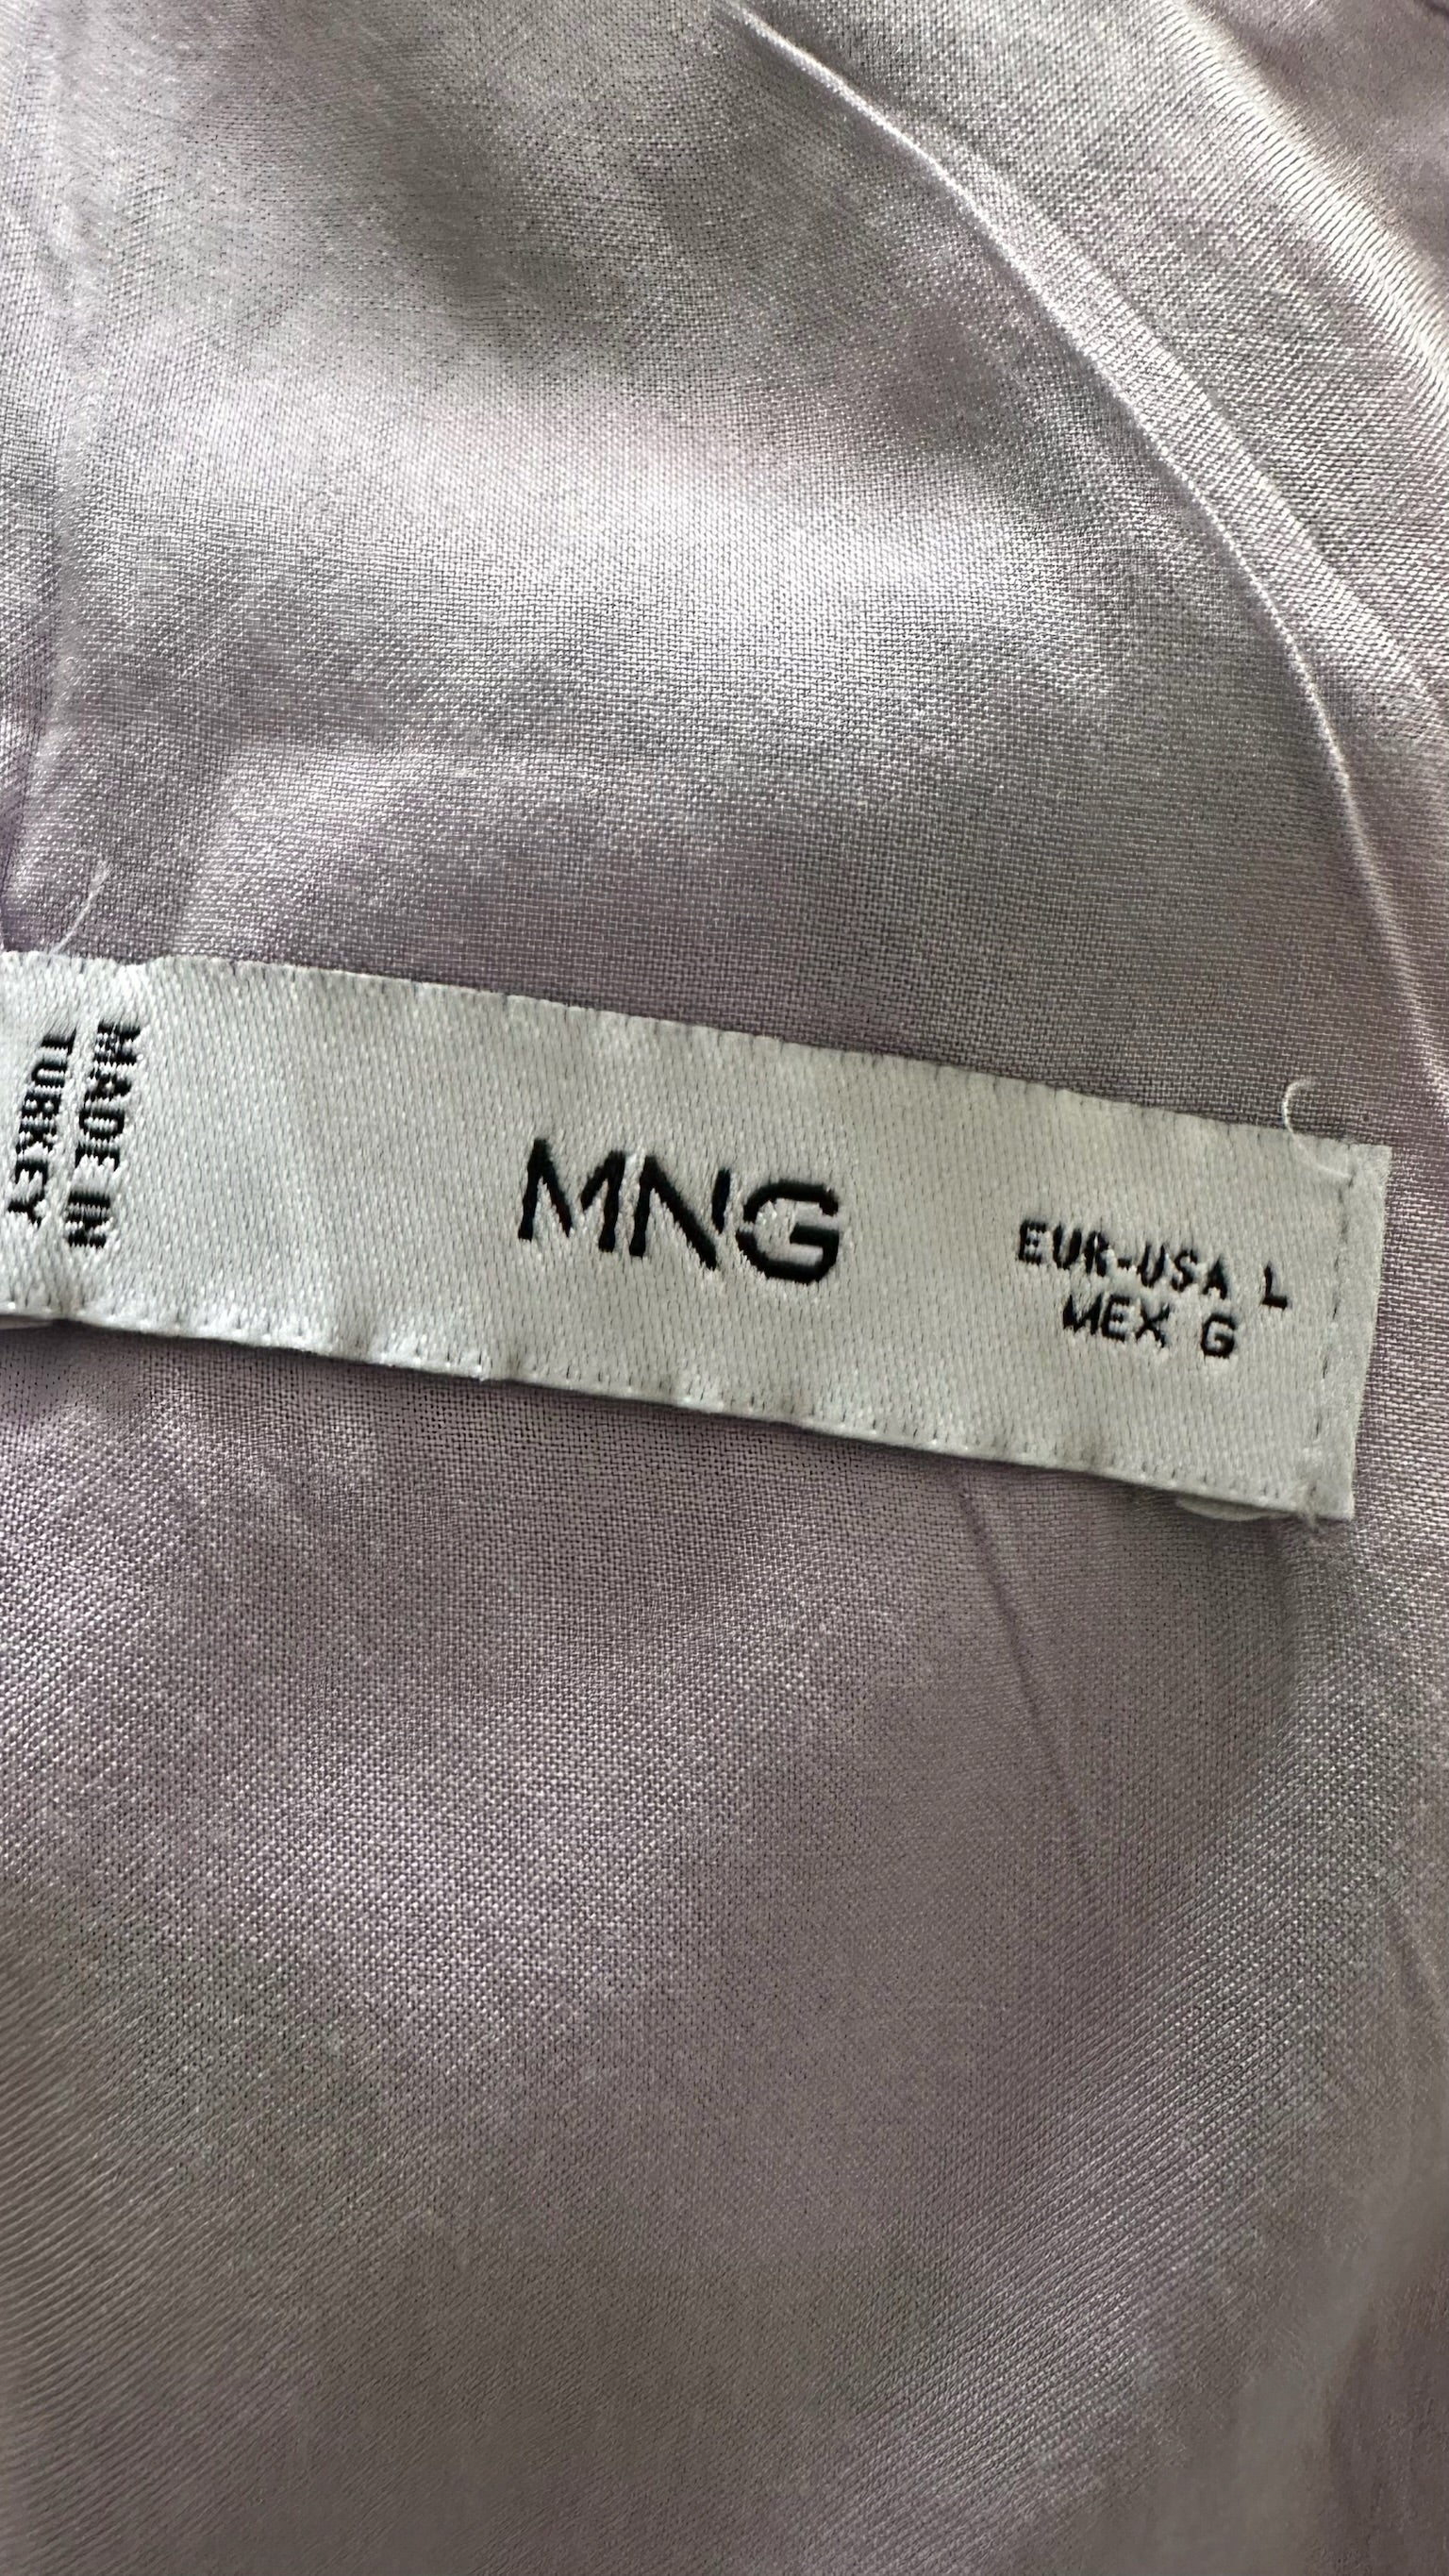 MADE IN
TURKEY
MNG
EUR-USA L
MEX G